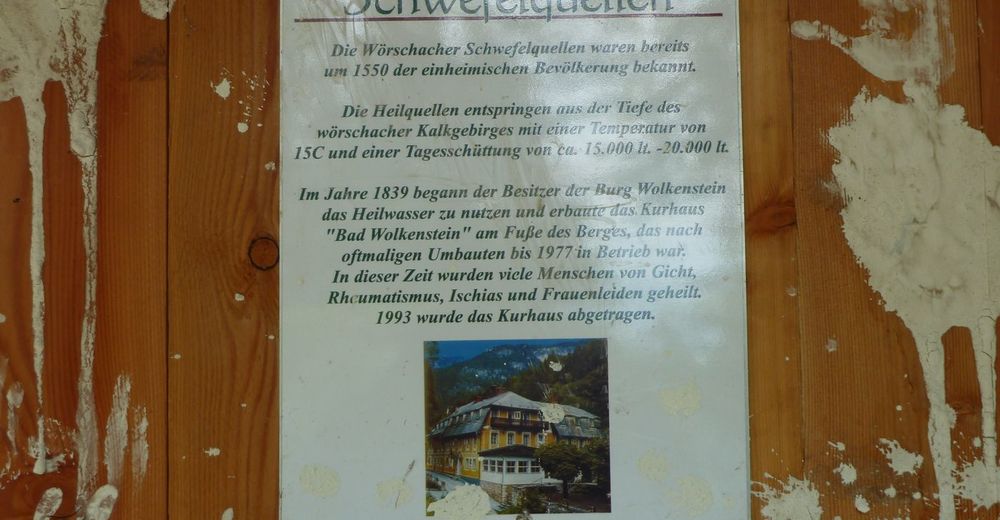 Schwefelquellen
Die Wörschacher Schwefelquellen waren bereits
um 1550 der einheimischen Bevölkerung bekannt.
Die Heilquellen entspringen aus der Tiefe des
wörschacher Kalkgebirges mit einer Temperatur von
15C und einer Tagesschüttung von ca. 15.000 lt. -20.000 lt.
Im Jahre 1839 begann der Besitzer der Burg Wolkenstein
das Heilwasser zu nutzen und erbaute das Kurhaus
"Bad Wolkenstein" am Fuße des Berges, das nach
oftmaligen Umbauten bis 1977 in Betrieb war.
In dieser Zeit wurden viele Menschen von Gicht,
Rheumatismus, Ischias und Frauenleiden geheilt.
1993 wurde das Kurhaus abgetragen.